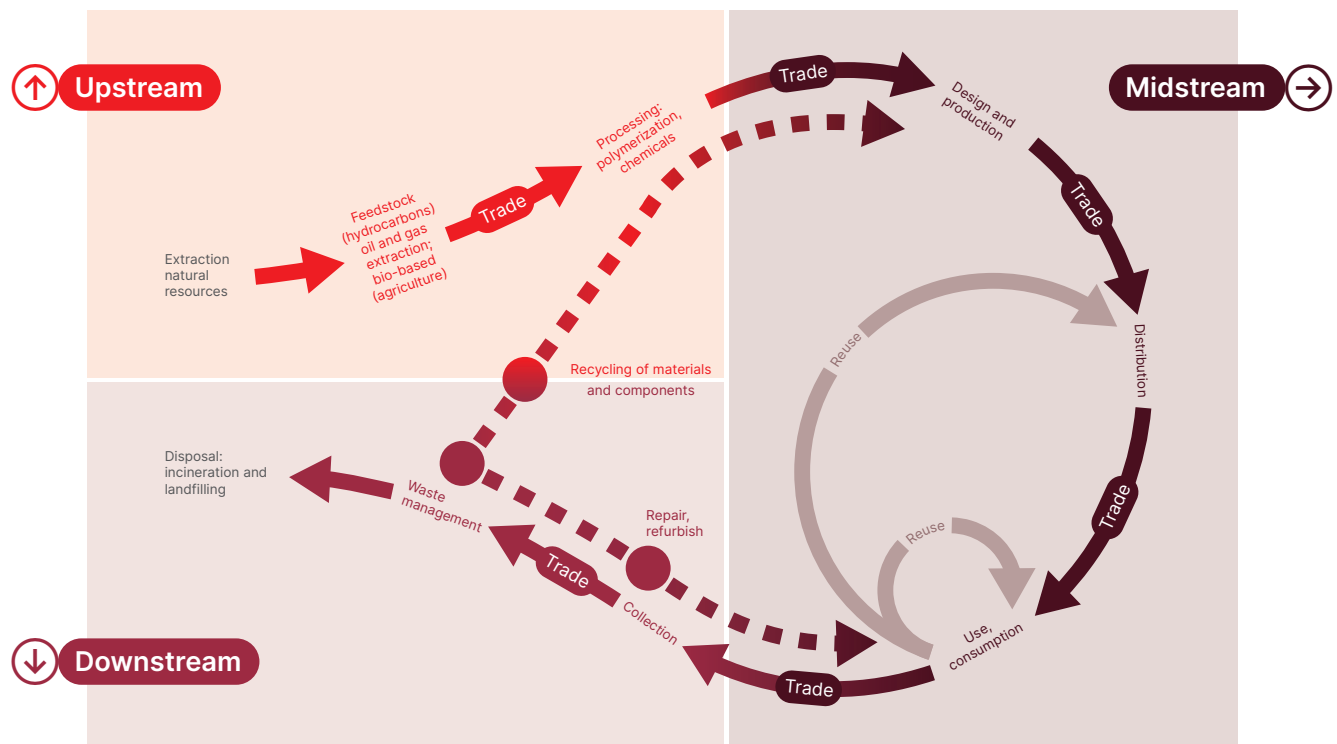 Upstream
Midstream
Trade
Design and
production
Processing:
polymerization,
chemicals
Trade
Feedstock
(hydrocarbons)
oil and gas
extraction;
bio-based
(agriculture)
Extraction
natural
resources
Trade
Distribution
Reuse
Recycling of materials
and components
Disposal:
incineration and
landfilling
Waste
management
Repair,
refurbish
Trade
Trade
Reuse
Collection
Use,
consumption
Downstream
Trade